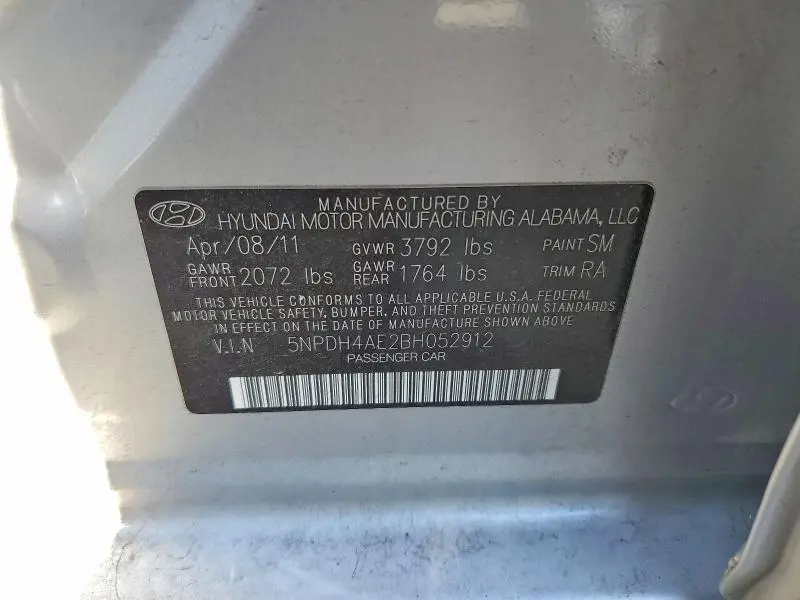 MANUFACTURED BY
HYUNDAI MOTOR MANUFACTURING ALABAMA, LLC
Apr/08/11 GVWR 3792 lbs PAINT SM
GAWR FRONT 2072 lbs GAWR REAR 1764 lbs TRIM RA
THIS VEHICLE CONFORMS TO ALL APPLICABLE U.S.A. FEDERAL
MOTOR VEHICLE SAFETY, BUMPER, AND THEFT PREVENTION STANDARDS
IN EFFECT ON THE DATE OF MANUFACTURE SHOWN ABOVE
V.I.N 5NPDH4AE2BH052912
PASSENGER CAR